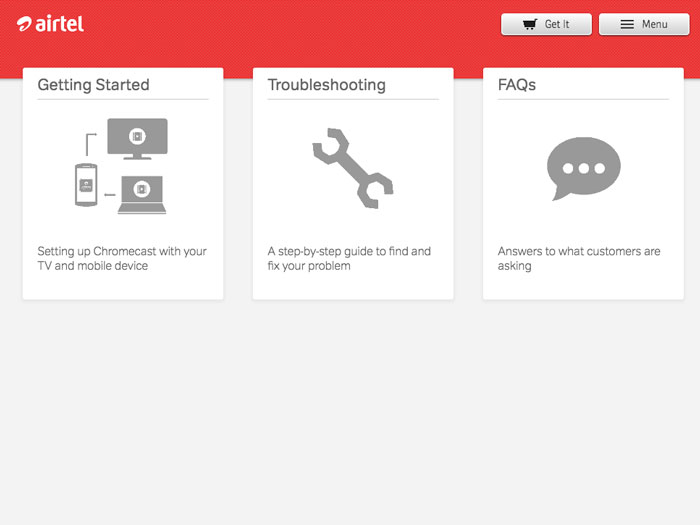 airtel
Get It
Menu
Getting Started
Troubleshooting
FAQs
Setting up Chromecast with your
TV and mobile device
A step-by-step guide to find and
fix your problem
Answers to what customers are
asking